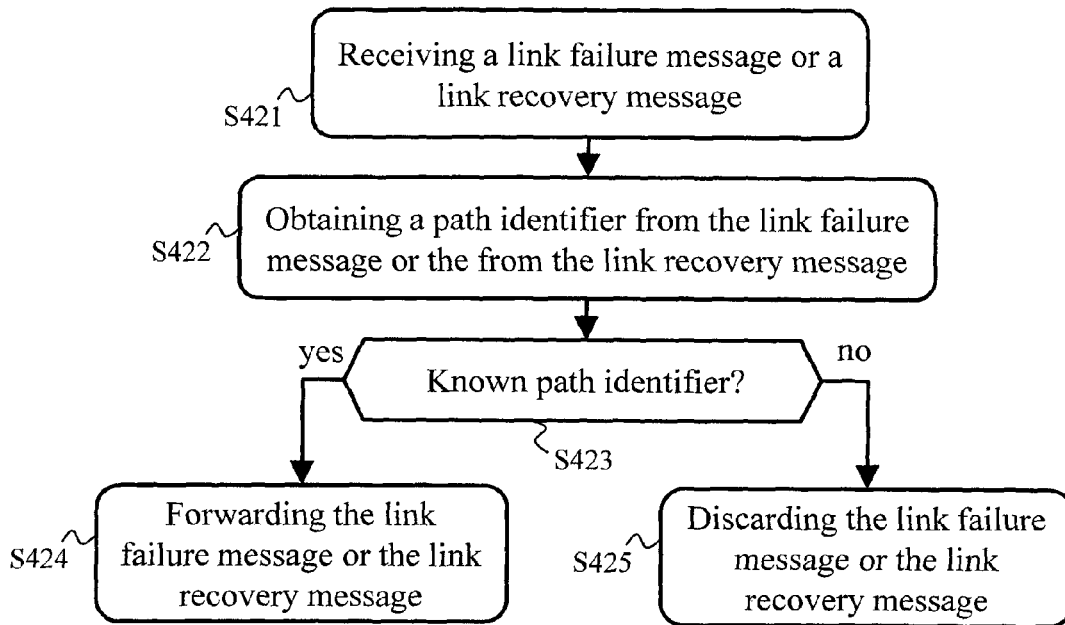 Receiving a link failure message or a
link recovery message
S421
Obtaining a path identifier from the link failure
message or the from the link recovery message
S422
yes
no
Known path identifier?
S423
Forwarding the link
failure message or the link
recovery message
S424
Discarding the link failure
message or the link
recovery message
S425